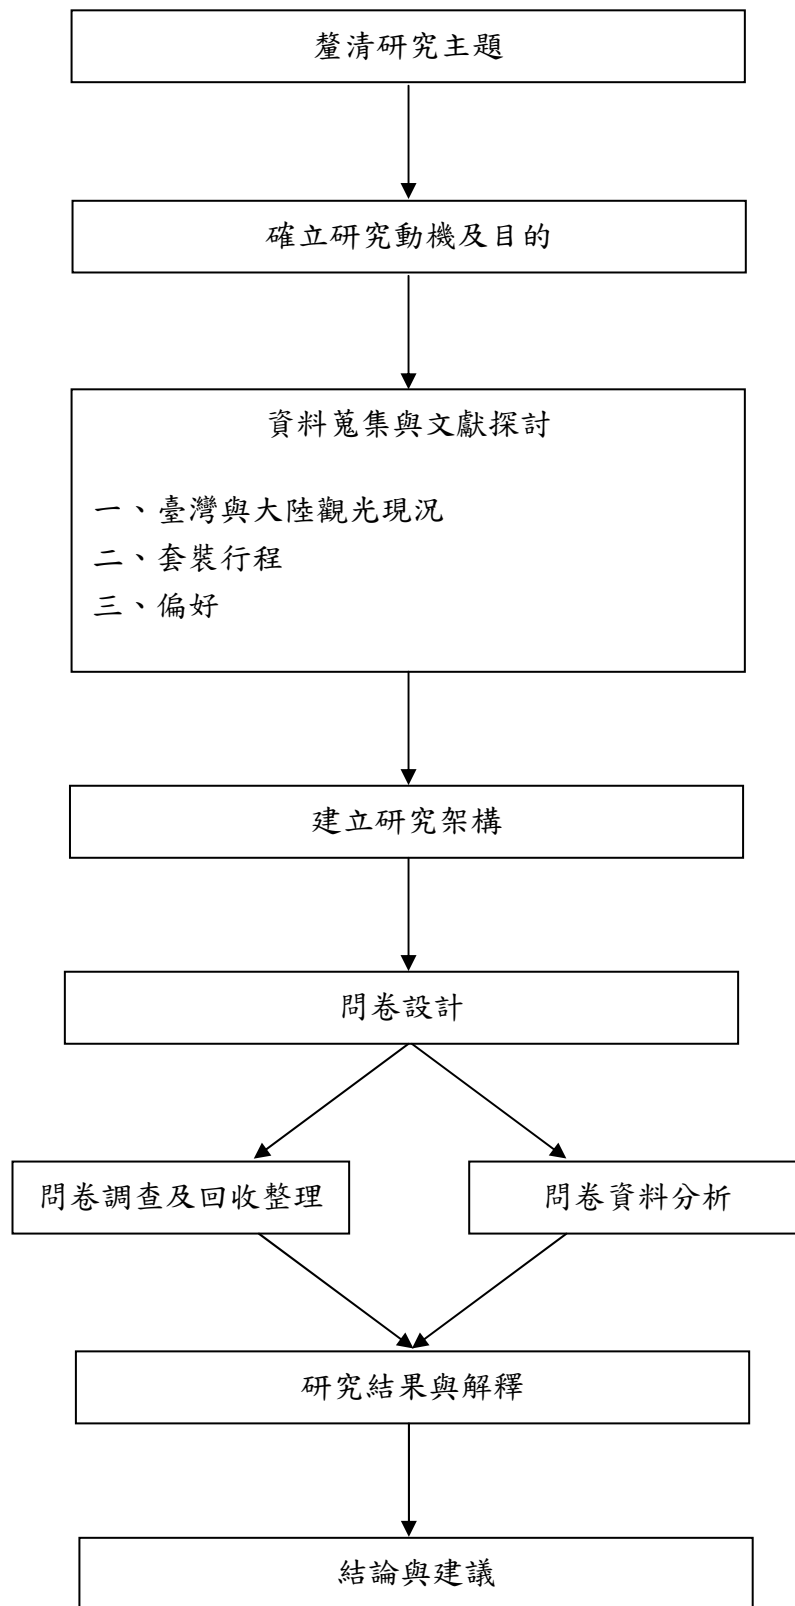 釐清研究主題
確立研究動機及目的
資料蒐集與文獻探討
一、臺灣與大陸觀光現況
二、套裝行程
三、偏好
建立研究架構
問卷設計
問卷調查及回收整理
問卷資料分析
研究結果與解釋
結論與建議